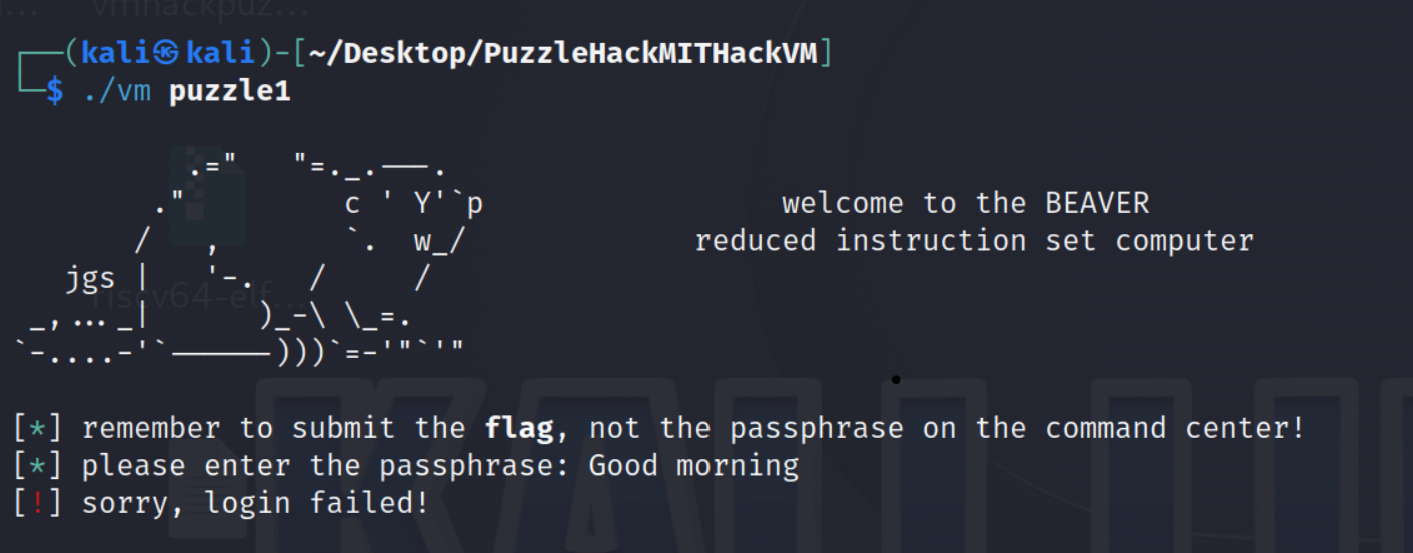 ┌──(kali㉿kali)-[~/Desktop/PuzzleHackMITHackVM]
└─$ ./vm puzzle1
.="   "=._.---.
."         c ' Y'`p
/   ,       `.  w_/
jgs |   '-.   /     /
_,..._|      )_-\ \_=.
`-....-'`------)))`=-'"`'"
welcome to the BEAVER
reduced instruction set computer
[*] remember to submit the flag, not the passphrase on the command center!
[*] please enter the passphrase: Good morning
[!] sorry, login failed!